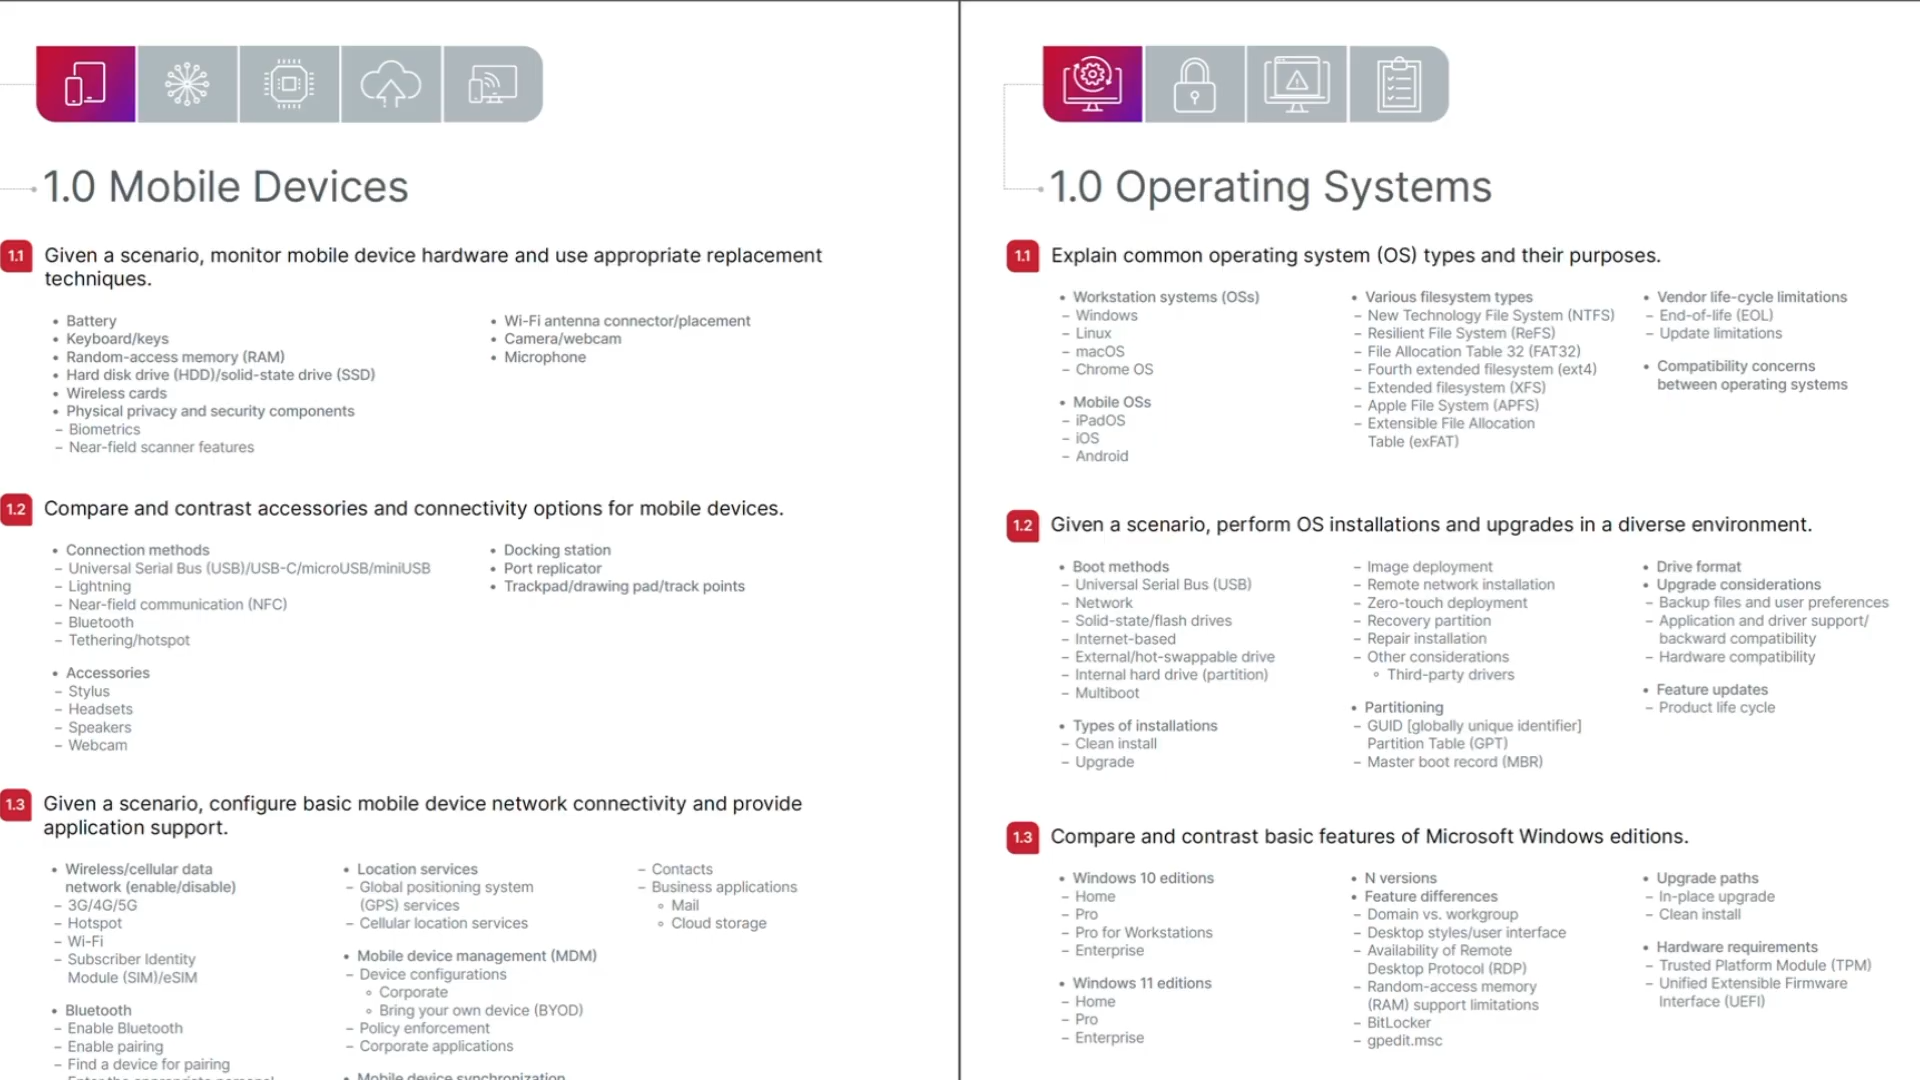 1.0 Mobile Devices
1.1 Given a scenario, monitor mobile device hardware and use appropriate replacement
techniques.
• Battery
• Keyboard/keys
• Random-access memory (RAM)
• Hard disk drive (HDD)/solid-state drive (SSD)
• Wireless cards
• Physical privacy and security components
– Biometrics
– Near-field scanner features
• Wi-Fi antenna connector/placement
• Camera/webcam
• Microphone
1.2 Compare and contrast accessories and connectivity options for mobile devices.
• Connection methods
– Universal Serial Bus (USB)/USB-C/microUSB/miniUSB
– Lightning
– Near-field communication (NFC)
– Bluetooth
– Tethering/hotspot
• Accessories
– Stylus
– Headsets
– Speakers
– Webcam
• Docking station
• Port replicator
• Trackpad/drawing pad/track points
1.3 Given a scenario, configure basic mobile device network connectivity and provide
application support.
• Wireless/cellular data
network (enable/disable)
– 3G/4G/5G
– Hotspot
– Wi-Fi
– Subscriber Identity
Module (SIM)/eSIM
• Bluetooth
– Enable Bluetooth
– Enable pairing
– Find a device for pairing
– Enter the appropriate personal
• Location services
– Global positioning system
(GPS) services
– Cellular location services
• Mobile device management (MDM)
– Device configurations
◦ Corporate
◦ Bring your own device (BYOD)
– Policy enforcement
– Corporate applications
• Mobile device synchronization
– Contacts
– Business applications
◦ Mail
◦ Cloud storage
1.0 Operating Systems
1.1 Explain common operating system (OS) types and their purposes.
• Workstation systems (OSs)
– Windows
– Linux
– macOS
– Chrome OS
• Mobile OSs
– iPadOS
– iOS
– Android
• Various filesystem types
– New Technology File System (NTFS)
– Resilient File System (ReFS)
– File Allocation Table 32 (FAT32)
– Fourth extended filesystem (ext4)
– Extended filesystem (XFS)
– Apple File System (APFS)
– Extensible File Allocation
Table (exFAT)
• Vendor life-cycle limitations
– End-of-life (EOL)
– Update limitations
• Compatibility concerns
between operating systems
1.2 Given a scenario, perform OS installations and upgrades in a diverse environment.
• Boot methods
– Universal Serial Bus (USB)
– Network
– Solid-state/flash drives
– Internet-based
– External/hot-swappable drive
– Internal hard drive (partition)
– Multiboot
• Types of installations
– Clean install
– Upgrade
– Image deployment
– Remote network installation
– Zero-touch deployment
– Recovery partition
– Repair installation
– Other considerations
◦ Third-party drivers
• Partitioning
– GUID [globally unique identifier]
Partition Table (GPT)
– Master boot record (MBR)
• Drive format
• Upgrade considerations
– Backup files and user preferences
– Application and driver support/
backward compatibility
– Hardware compatibility
• Feature updates
– Product life cycle
1.3 Compare and contrast basic features of Microsoft Windows editions.
• Windows 10 editions
– Home
– Pro
– Pro for Workstations
– Enterprise
• Windows 11 editions
– Home
– Pro
– Enterprise
• N versions
• Feature differences
– Domain vs. workgroup
– Desktop styles/user interface
– Availability of Remote
Desktop Protocol (RDP)
– Random-access memory
(RAM) support limitations
– BitLocker
– gpedit.msc
• Upgrade paths
– In-place upgrade
– Clean install
• Hardware requirements
– Trusted Platform Module (TPM)
– Unified Extensible Firmware
Interface (UEFI)